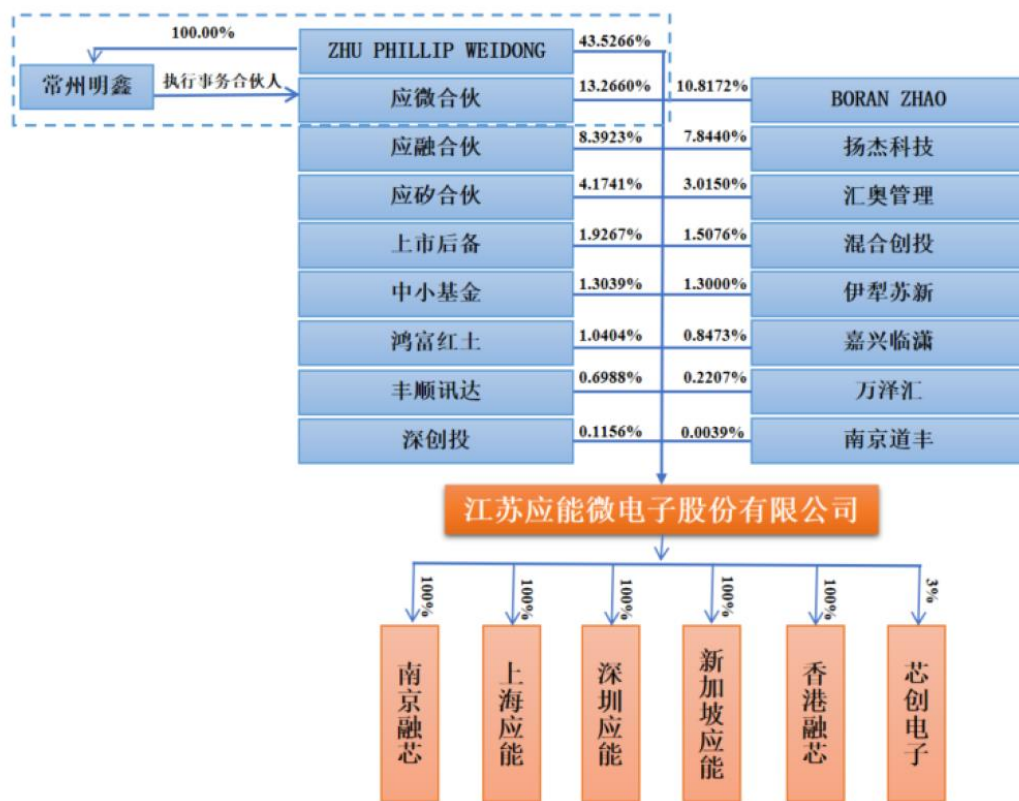 100.00%
ZHU PHILLIP WEIDONG
43.5266%
常州明鑫
执行事务合伙人
应微合伙
13.2660%
10.8172%
BORAN ZHAO
应融合伙
8.3923%
7.8440%
扬杰科技
应矽合伙
4.1741%
3.0150%
汇奥管理
上市后备
1.9267%
1.5076%
混合创投
中小基金
1.3039%
1.3000%
伊犁苏新
鸿富红土
1.0404%
0.8473%
嘉兴临潇
丰顺讯达
0.6988%
0.2207%
万泽汇
深创投
0.1156%
0.0039%
南京道丰
江苏应能微电子股份有限公司
100%
100%
100%
100%
100%
3%
南京融芯
上海应能
深圳应能
新加坡应能
香港融芯
芯创电子